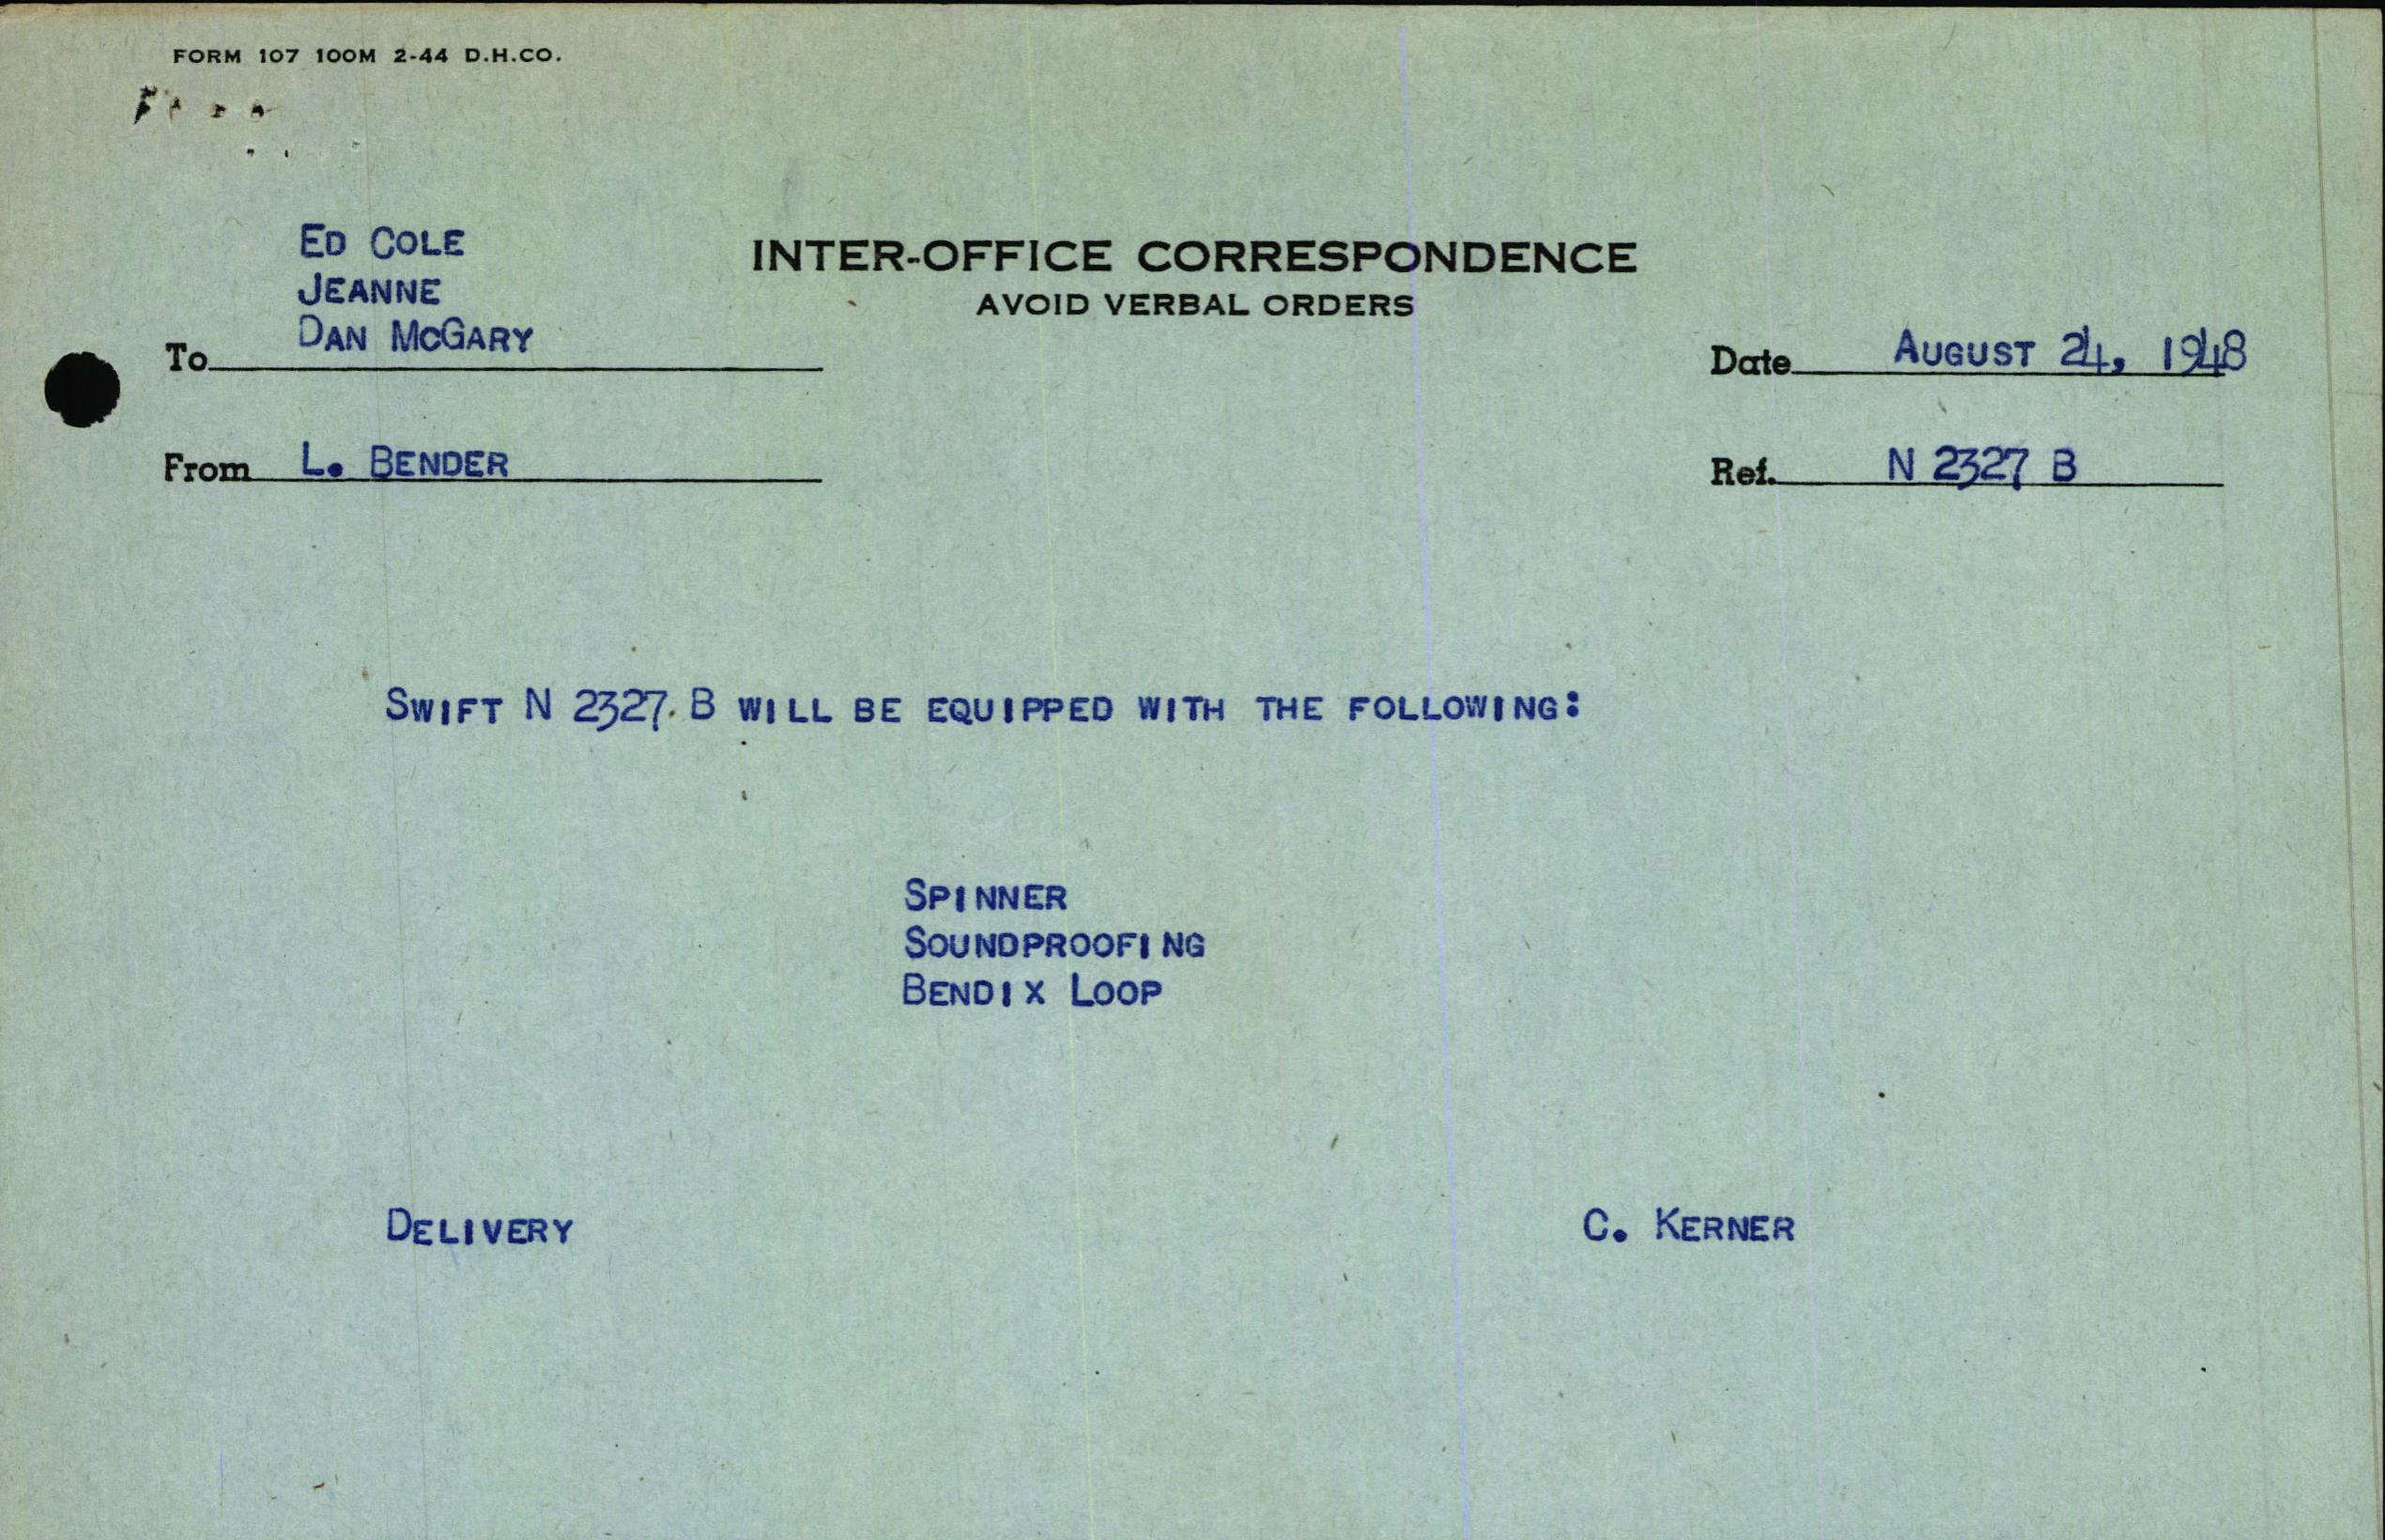 FORM 107 100M 2-44 D.H.CO.
INTER-OFFICE CORRESPONDENCE
AVOID VERBAL ORDERS
To ED COLE
JEANNE
DAN MCGARY
Date AUGUST 24, 1948
From L. BENDER
Ref. N 2327 B
SWIFT N 2327 B WILL BE EQUIPPED WITH THE FOLLOWING:
SPINNER
SOUNDPROOFING
BENDIX LOOP
DELIVERY C. KERNER